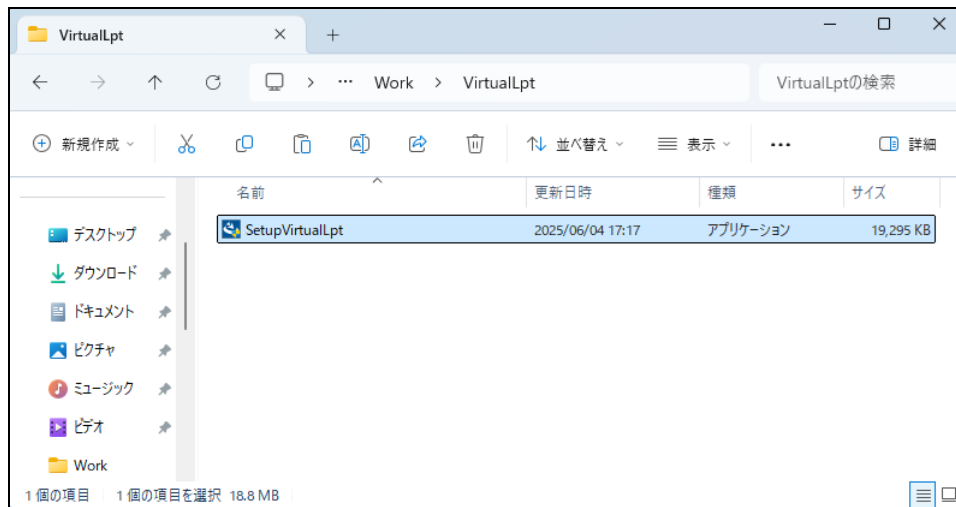 VirtualLpt
Work > VirtualLpt VirtualLptの検索
新規作成 並べ替え 表示 詳細
名前 更新日時 種類 サイズ
SetupVirtualLpt 2025/06/04 17:17 アプリケーション 19,295 KB
デスクトップ
ダウンロード
ドキュメント
ピクチャ
ミュージック
ビデオ
Work
1 個の項目 1 個の項目を選択 18.8 MB